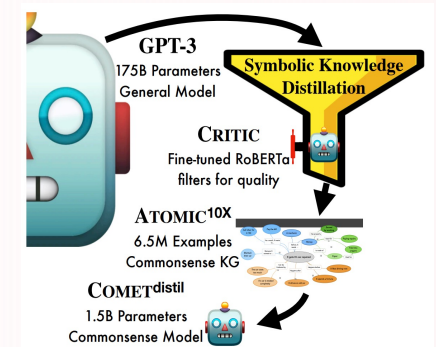 GPT-3
175B Parameters
General Model
Symbolic Knowledge
Distillation
CRITIC
Fine-tuned RoBERTa
filters for quality
ATOMIC10X
6.5M Examples
Commonsense KG
COMETdistil
1.5B Parameters
Commonsense Model